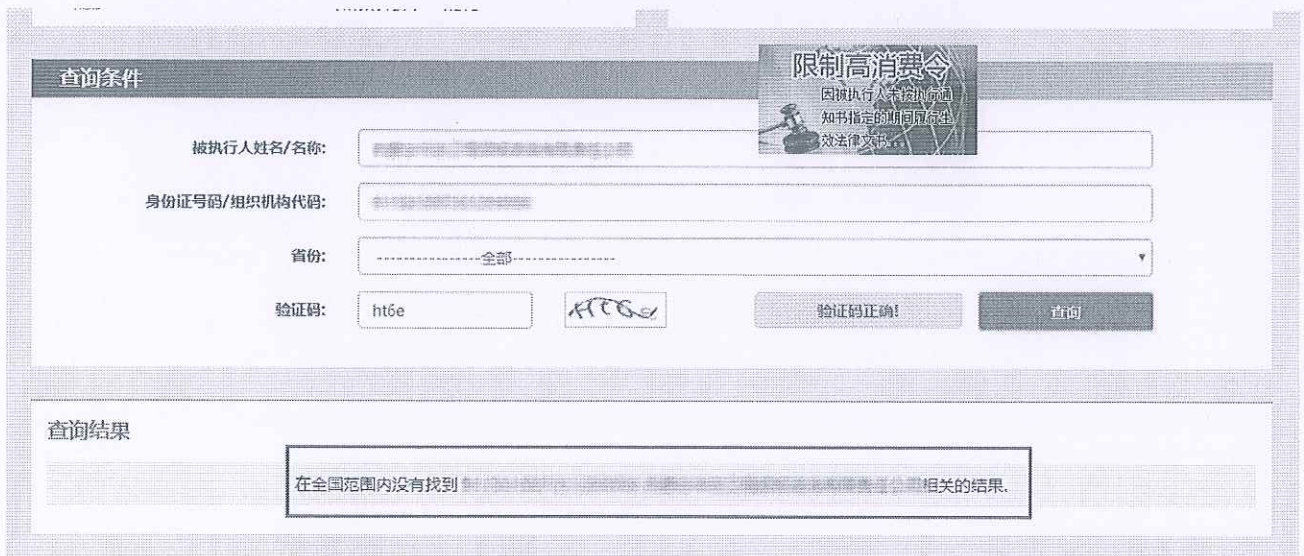 查询条件
限制高消费令
因被执行人未按执行通
知书指定的期间履行生
效法律文书...
被执行人姓名/名称:
身份证号码/组织机构代码:
省份: -----------------全部-----------------
验证码: ht6e Ht6e 验证码正确! 查询
查询结果
在全国范围内没有找到 相关的结果.